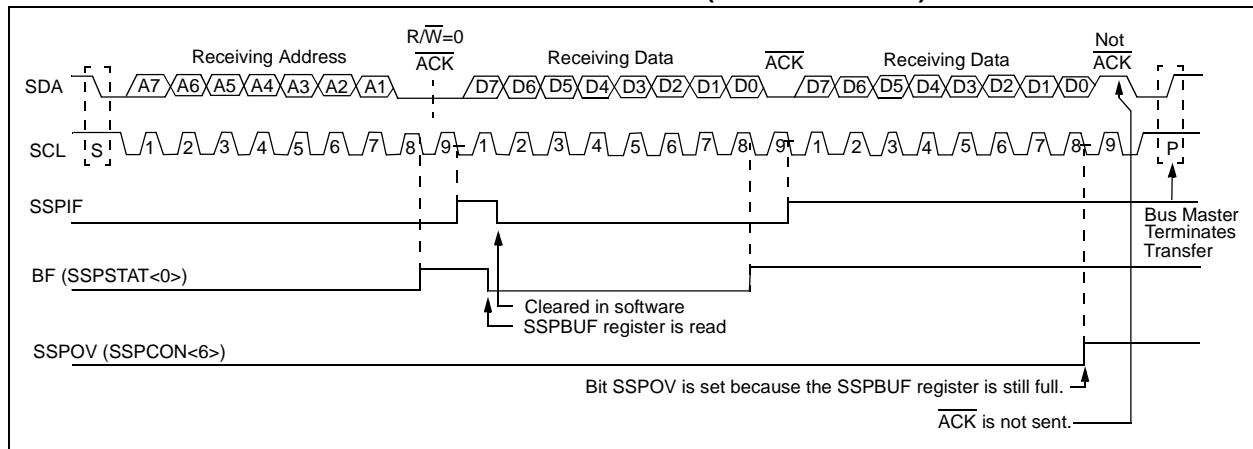 R/W=0
Receiving Address ACK Receiving Data ACK Receiving Data Not ACK
SDA A7 A6 A5 A4 A3 A2 A1 D7 D6 D5 D4 D3 D2 D1 D0 D7 D6 D5 D4 D3 D2 D1 D0
SCL S 1 2 3 4 5 6 7 8 9 1 2 3 4 5 6 7 8 9 1 2 3 4 5 6 7 8 9 P
SSPIF
Bus Master
Terminates
Transfer
BF (SSPSTAT<0>)
Cleared in software
SSPBUF register is read
SSPOV (SSPCON<6>)
Bit SSPOV is set because the SSPBUF register is still full.
ACK is not sent.